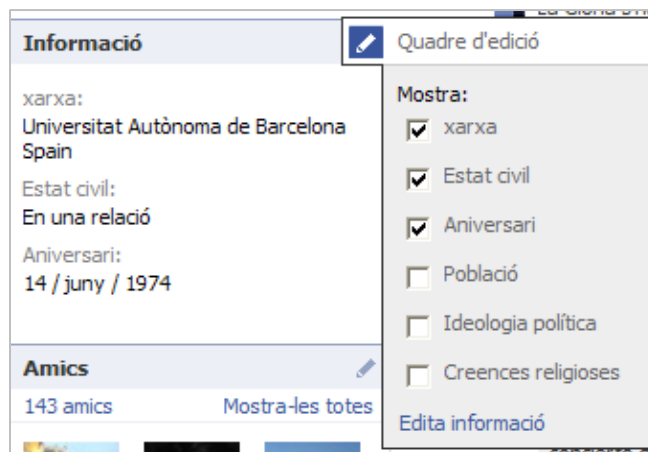 Informació
xarxa:
Universitat Autònoma de Barcelona
Spain
Estat civil:
En una relació
Aniversari:
14 / juny / 1974
Amics
143 amics
Mostra-les totes
Quadre d'edició
Mostra:
xarxa
Estat civil
Aniversari
Població
Ideologia política
Creences religioses
Edita informació